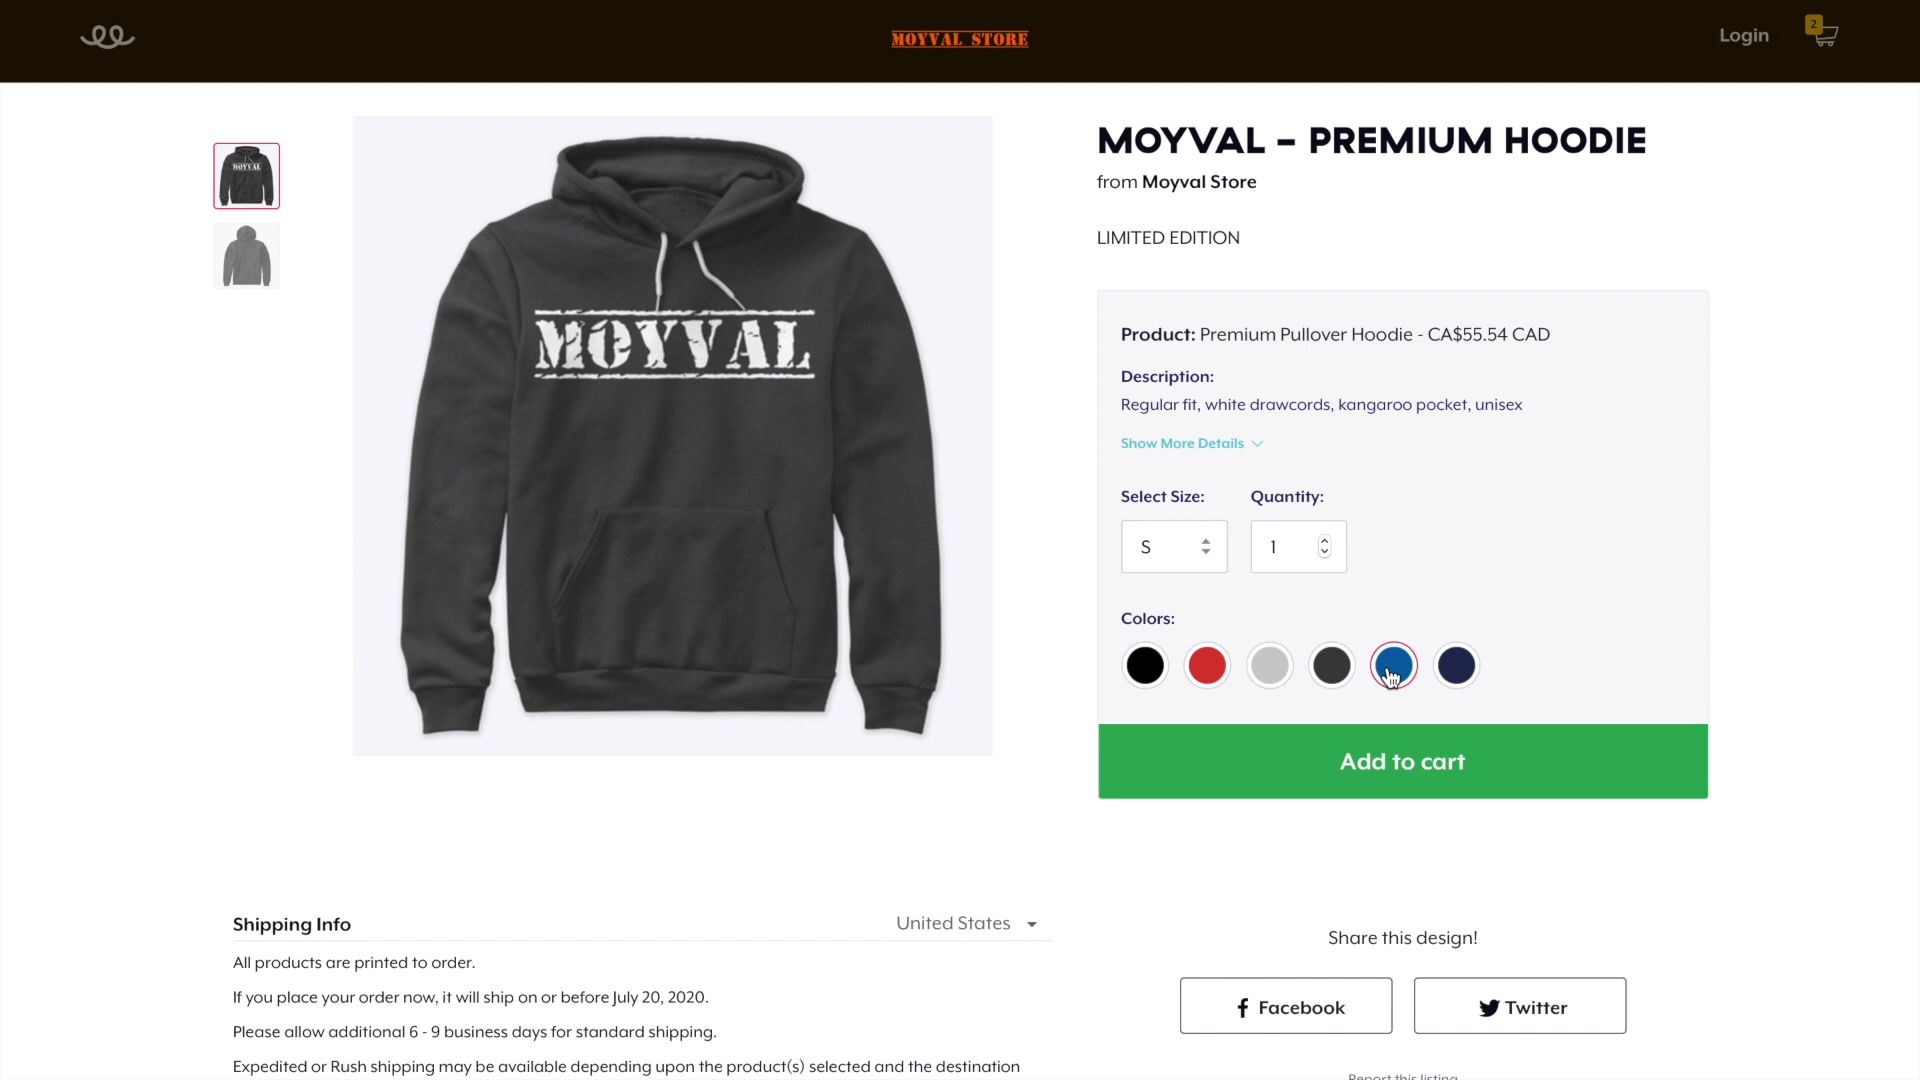 MOYVAL STORE
Login
2
MOYVAL
MOYVAL
MOYVAL – PREMIUM HOODIE
from Moyval Store
LIMITED EDITION
Product: Premium Pullover Hoodie - CA$55.54 CAD
Description:
Regular fit, white drawcords, kangaroo pocket, unisex
Show More Details
Select Size: Quantity:
S 1
Colors:
Add to cart
Shipping Info United States
All products are printed to order.
If you place your order now, it will ship on or before July 20, 2020.
Please allow additional 6 - 9 business days for standard shipping.
Expedited or Rush shipping may be available depending upon the product(s) selected and the destination
Share this design!
Facebook Twitter
Report this listing